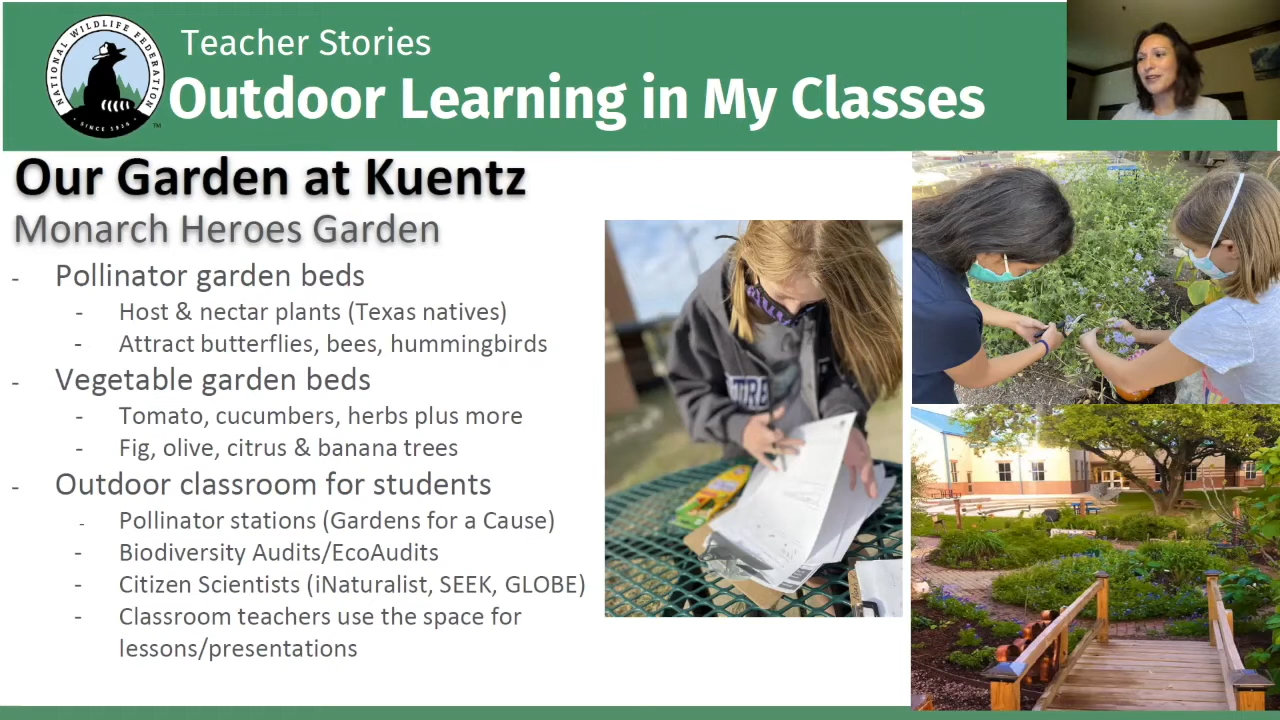 NATIONAL WILDLIFE FEDERATION
• SINCE 1936 •
TM
Teacher Stories
Outdoor Learning in My Classes
Our Garden at Kuentz
Monarch Heroes Garden
- Pollinator garden beds
- Host & nectar plants (Texas natives)
- Attract butterflies, bees, hummingbirds
- Vegetable garden beds
- Tomato, cucumbers, herbs plus more
- Fig, olive, citrus & banana trees
- Outdoor classroom for students
- Pollinator stations (Gardens for a Cause)
- Biodiversity Audits/EcoAudits
- Citizen Scientists (iNaturalist, SEEK, GLOBE)
- Classroom teachers use the space for
lessons/presentations